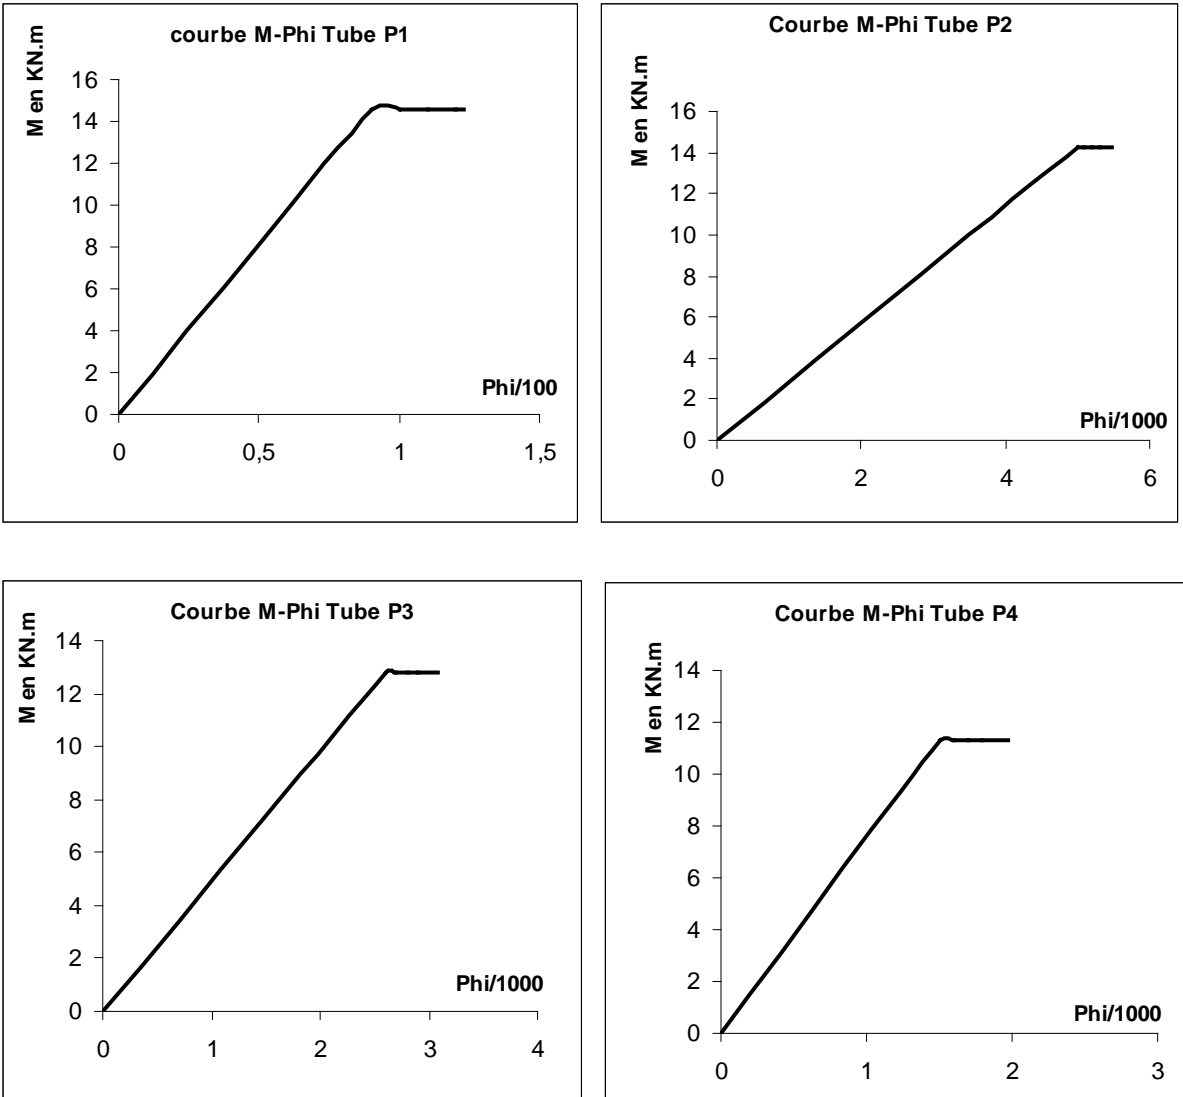 courbe M-Phi Tube P1
M en KN.m
16
14
12
10
8
6
4
2
0
Phi/100
0 0,5 1 1,5
Courbe M-Phi Tube P2
M en KN.m
16
14
12
10
8
6
4
2
0
Phi/1000
0 2 4 6
Courbe M-Phi Tube P3
M en KN.m
14
12
10
8
6
4
2
0
Phi/1000
0 1 2 3 4
Courbe M-Phi Tube P4
M en KN.m
14
12
10
8
6
4
2
0
Phi/1000
0 1 2 3